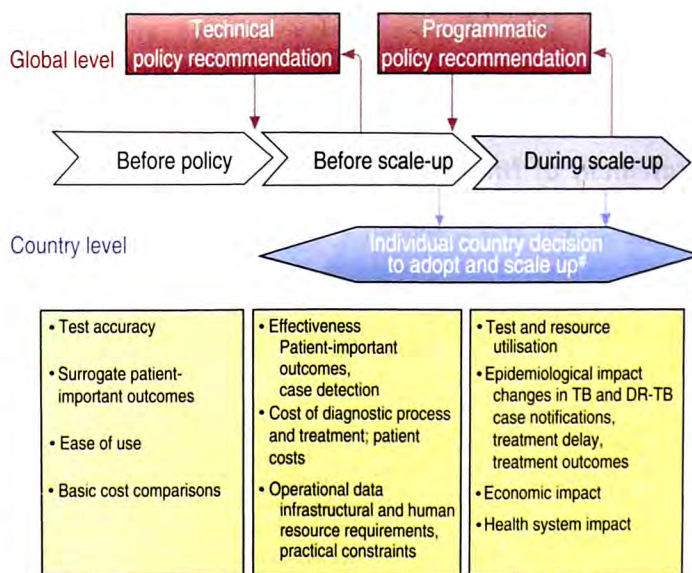 Technical
policy recommendation
Programmatic
policy recommendation
Global level
Before policy
Before scale-up
During scale-up
Country level
Individual country decision
to adopt and scale up#
• Test accuracy
• Surrogate patient-
important outcomes
• Ease of use
• Basic cost comparisons
• Effectiveness
Patient-important
outcomes,
case detection
• Cost of diagnostic process
and treatment; patient
costs
• Operational data
infrastructural and human
resource requirements,
practical constraints
• Test and resource
utilisation
• Epidemiological impact
changes in TB and DR-TB
case notifications,
treatment delay,
treatment outcomes
• Economic impact
• Health system impact